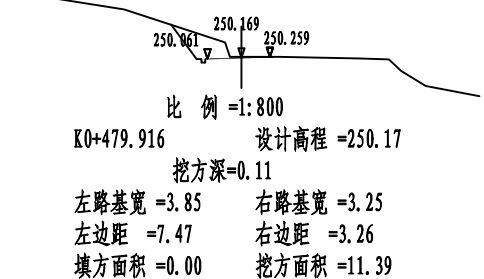 250.169
250.061 250.259
比 例 =1:800
K0+479.916 设计高程 =250.17
挖方深=0.11
左路基宽 =3.85 右路基宽 =3.25
左边距 =7.47 右边距 =3.26
填方面积 =0.00 挖方面积 =11.39